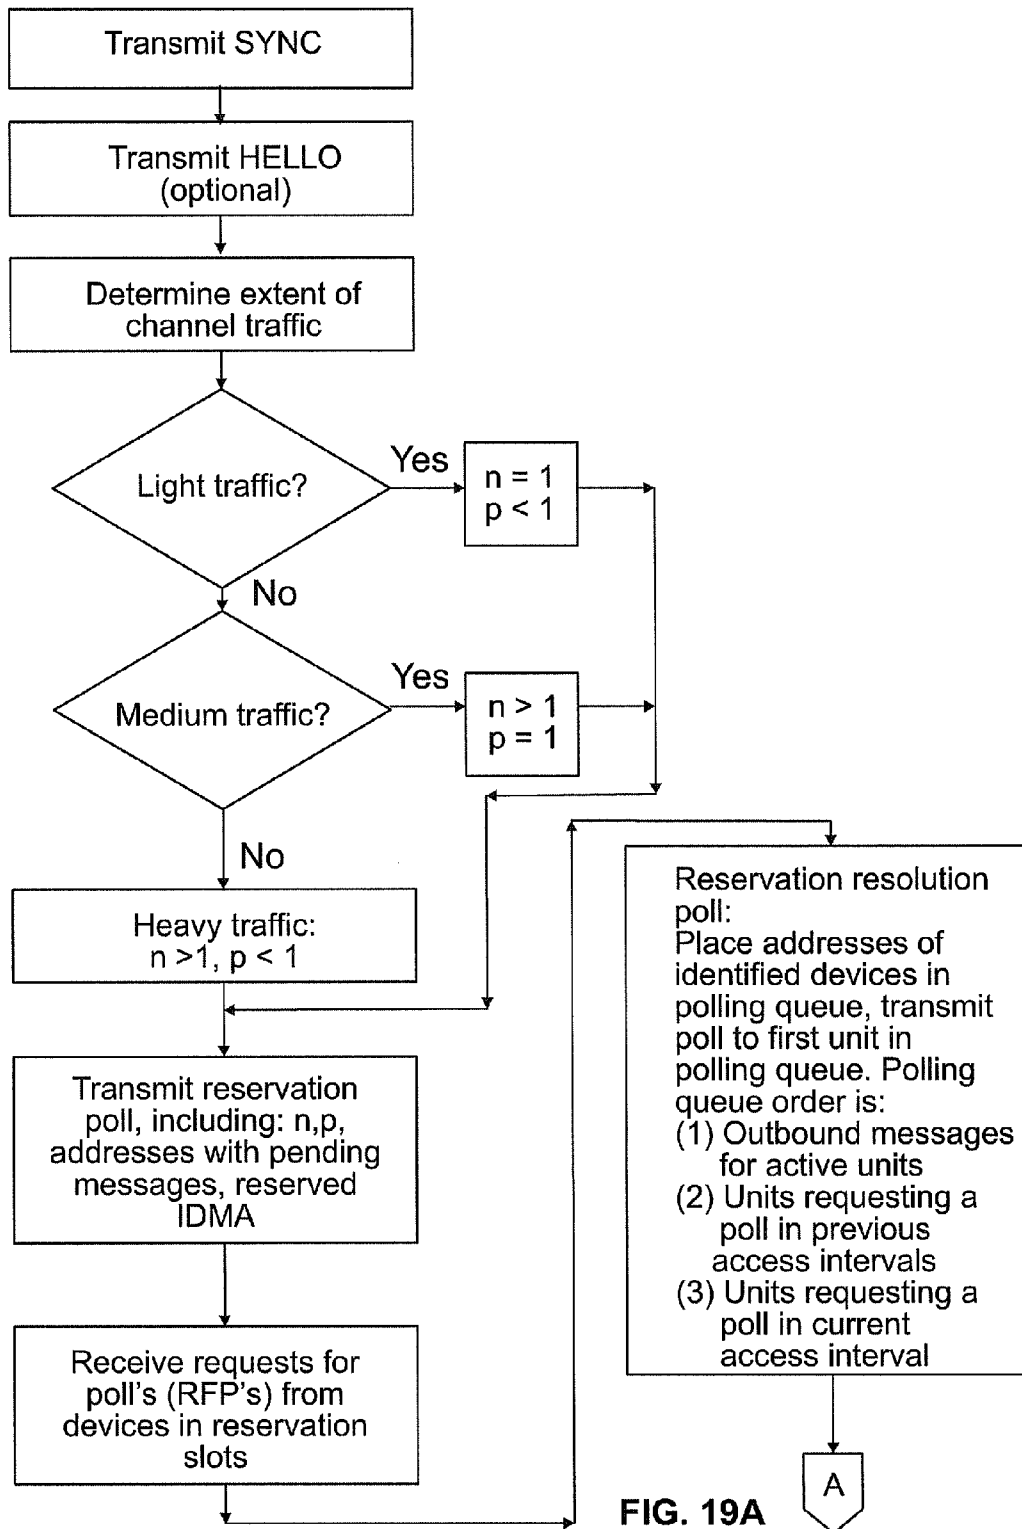 Transmit SYNC
Transmit HELLO
(optional)
Determine extent of
channel traffic
Light traffic?
Yes
n = 1
p < 1
No
Medium traffic?
Yes
n > 1
p = 1
No
Heavy traffic:
n >1, p < 1
Transmit reservation
poll, including: n,p,
addresses with pending
messages, reserved
IDMA
Receive requests for
poll's (RFP's) from
devices in reservation
slots
Reservation resolution
poll:
Place addresses of
identified devices in
polling queue, transmit
poll to first unit in
polling queue. Polling
queue order is:
(1) Outbound messages
for active units
(2) Units requesting a
poll in previous
access intervals
(3) Units requesting a
poll in current
access interval
A
FIG. 19A